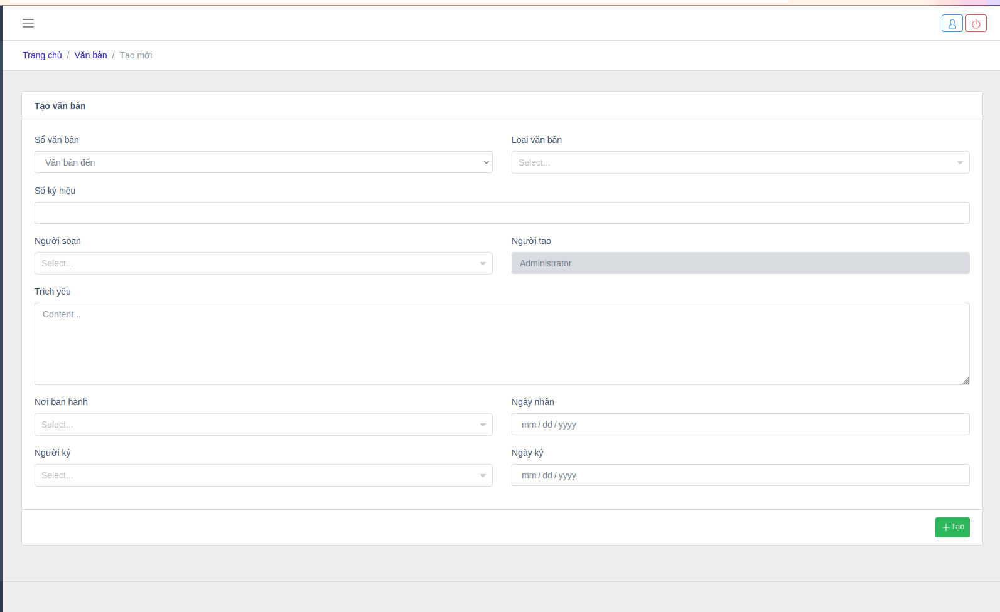 Trang chủ / Văn bản / Tạo mới
Tạo văn bản
Sổ văn bản
Loại văn bản
Văn bản đến
Select...
Số ký hiệu
Người soạn
Người tạo
Select...
Administrator
Trích yếu
Content...
Nơi ban hành
Ngày nhận
Select...
mm/dd/yyyy
Người ký
Ngày ký
Select...
mm/dd/yyyy
Tạo